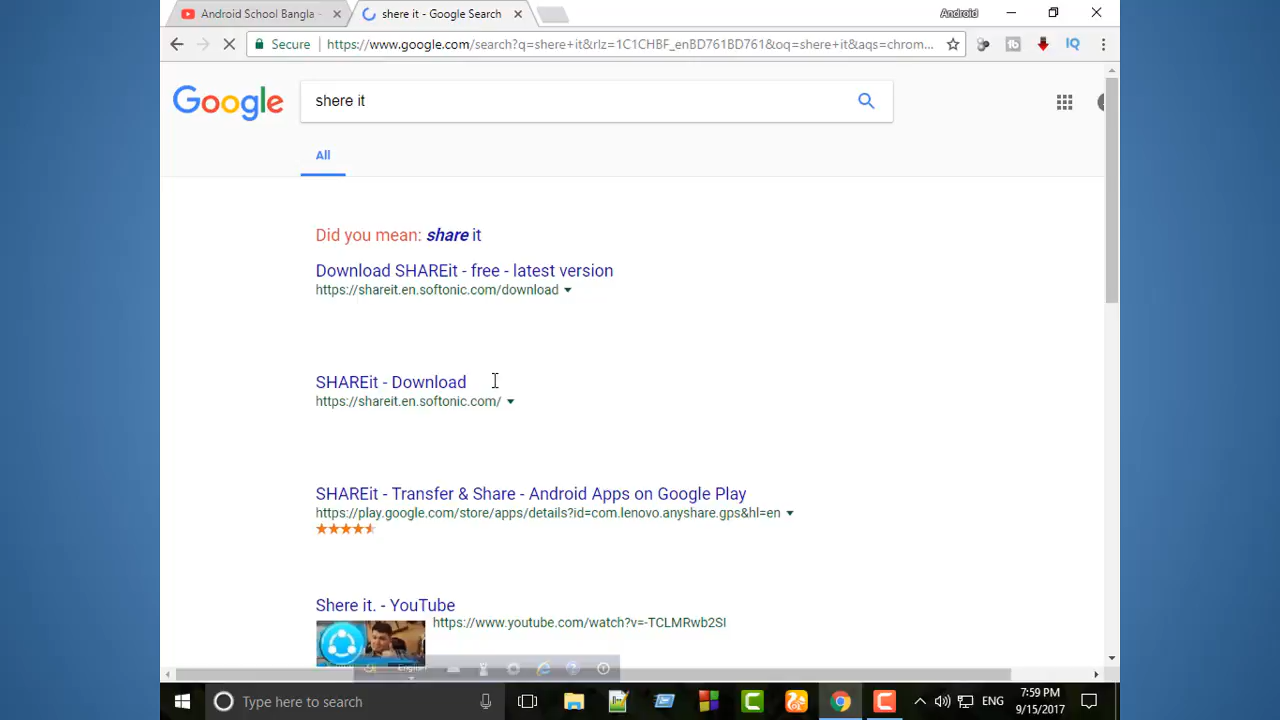 Android School Bangla -
shere it - Google Search
Android
Secure
https://www.google.com/search?q=shere+it&rlz=1C1CHBF_enBD761BD761&oq=shere+it&aqs=chrom...
Google
shere it
All
Did you mean: share it
Download SHAREit - free - latest version
https://shareit.en.softonic.com/download
SHAREit - Download
https://shareit.en.softonic.com/
SHAREit - Transfer & Share - Android Apps on Google Play
https://play.google.com/store/apps/details?id=com.lenovo.anyshare.gps&hl=en
Shere it. - YouTube
https://www.youtube.com/watch?v=-TCLMRwb2SI
English
Type here to search
ENG
7:59 PM
9/15/2017